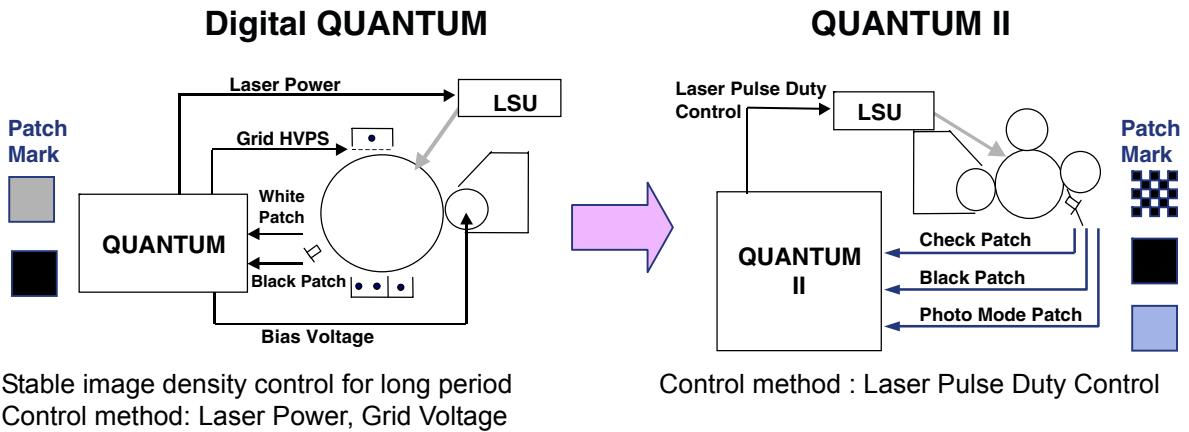 Digital QUANTUM
Laser Power
LSU
Patch
Mark
Grid HVPS
White
Patch
QUANTUM
Black Patch
Bias Voltage
Stable image density control for long period
Control method: Laser Power, Grid Voltage
QUANTUM II
Laser Pulse Duty
Control
LSU
Patch
Mark
QUANTUM
II
Check Patch
Black Patch
Photo Mode Patch
Control method : Laser Pulse Duty Control